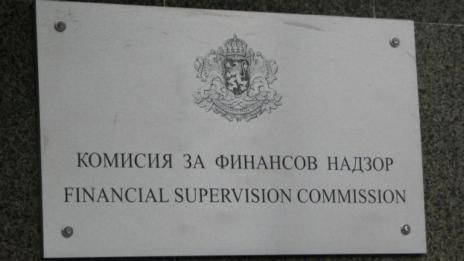 КОМИСИЯ ЗА ФИНАНСОВ НАДЗОР
FINANCIAL SUPERVISION COMMISSION